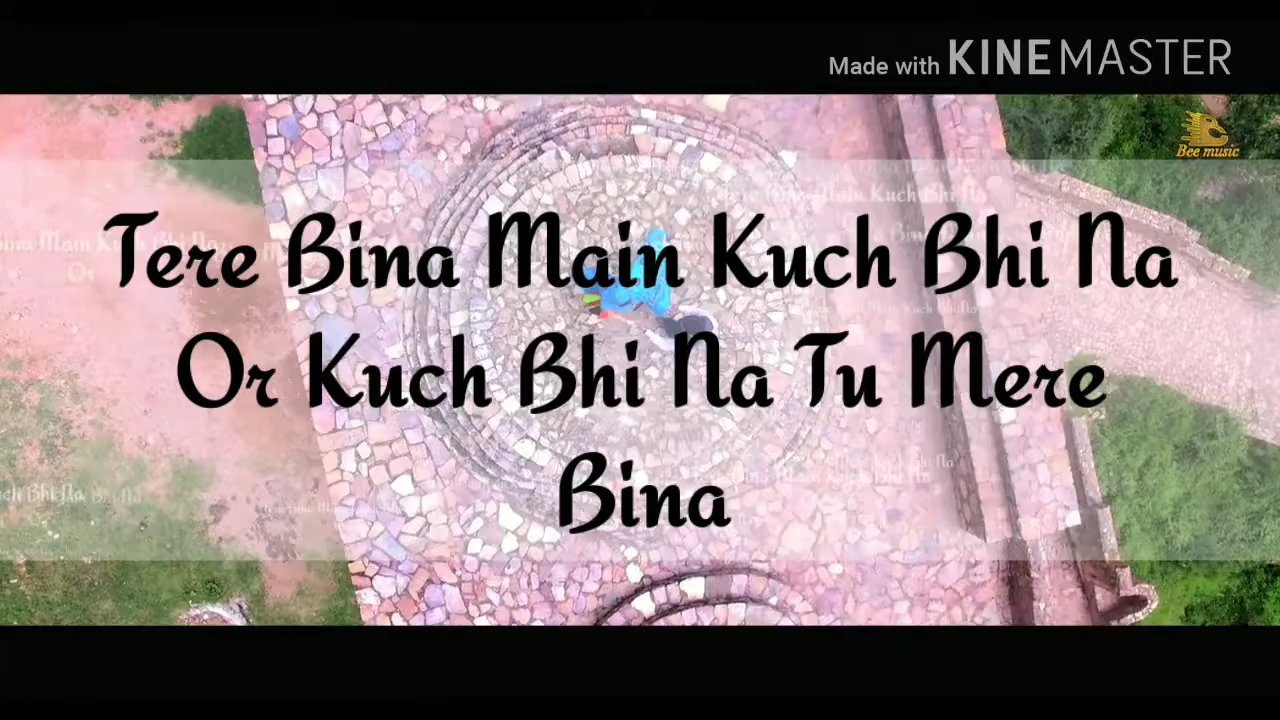 Made with KINEMASTER
Bee music
Tere Bina Main Kuch Bhi Na
Or Kuch Bhi Na Tu Mere
Bina